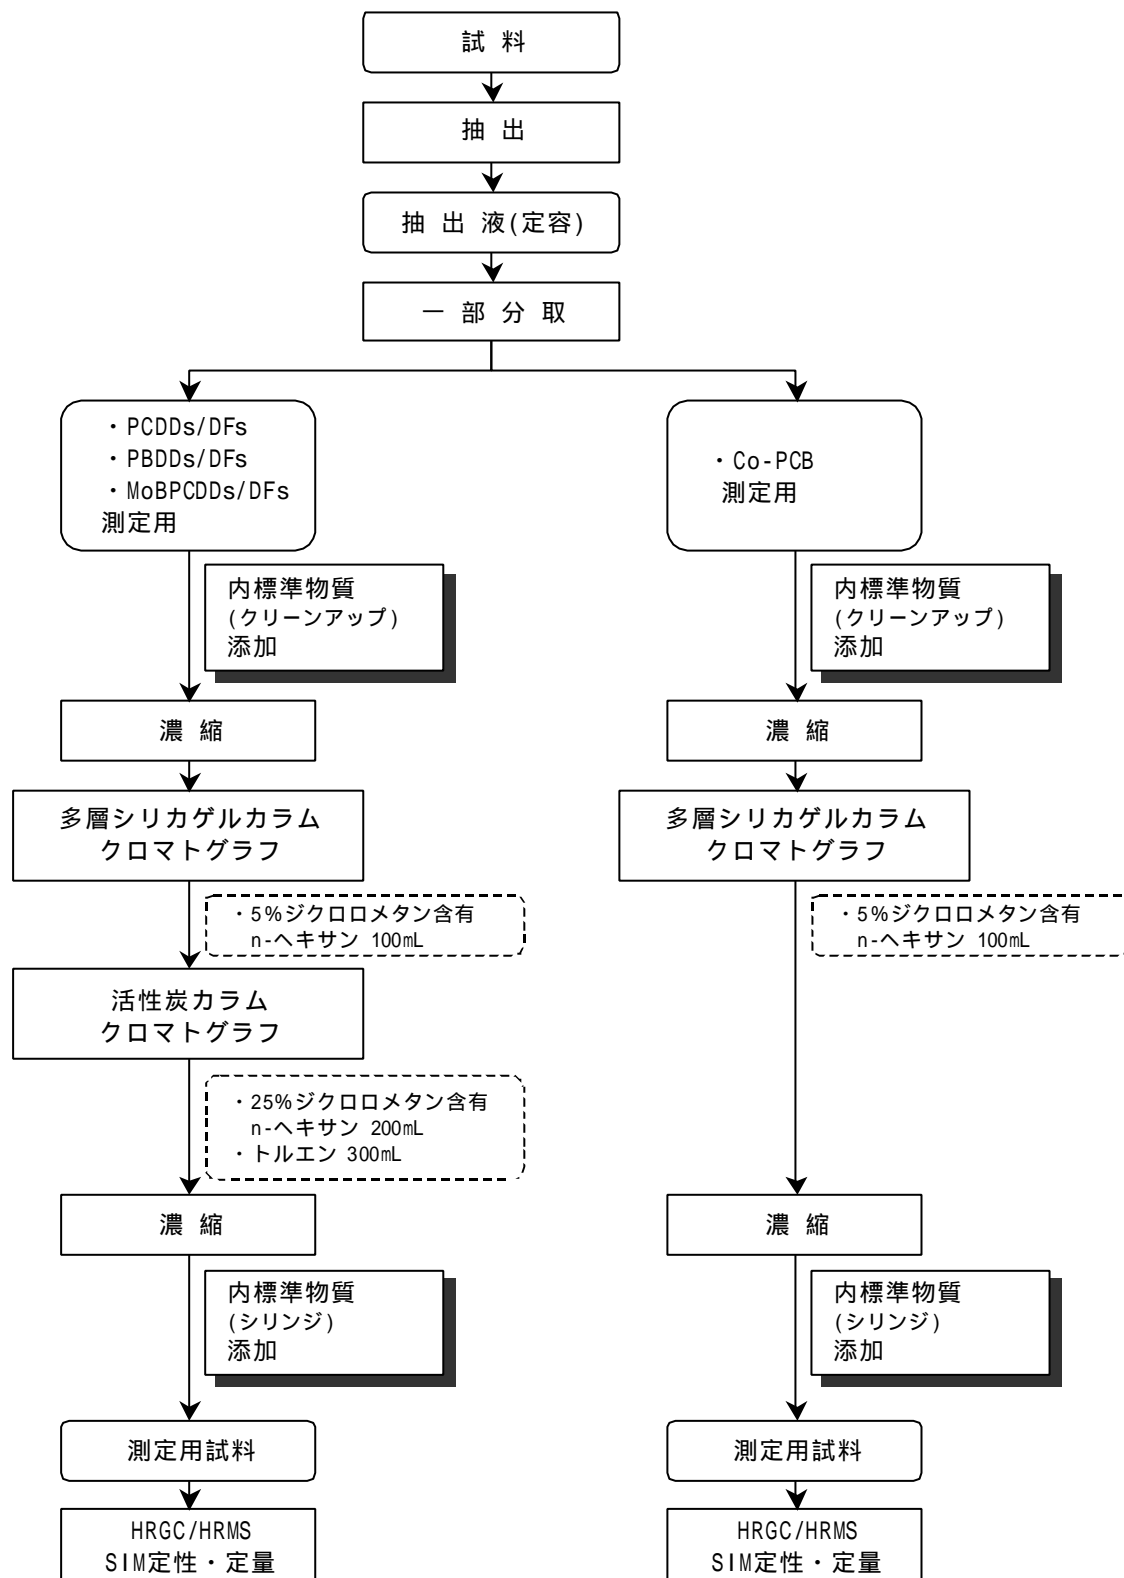 試 料
抽 出
抽 出 液(定容)
一 部 分 取
・PCDDs/DFs
・PBDDs/DFs
・MoBPCDDs/DFs
測定用
内標準物質
(クリーンアップ)
添加
濃 縮
多層シリカゲルカラム
クロマトグラフ
・5%ジクロロメタン含有
n-ヘキサン 100mL
活性炭カラム
クロマトグラフ
・25%ジクロロメタン含有
n-ヘキサン 200mL
・トルエン 300mL
濃 縮
内標準物質
(シリンジ)
添加
測定用試料
HRGC/HRMS
SIM定性・定量
・Co-PCB
測定用
内標準物質
(クリーンアップ)
添加
濃 縮
多層シリカゲルカラム
クロマトグラフ
・5%ジクロロメタン含有
n-ヘキサン 100mL
濃 縮
内標準物質
(シリンジ)
添加
測定用試料
HRGC/HRMS
SIM定性・定量